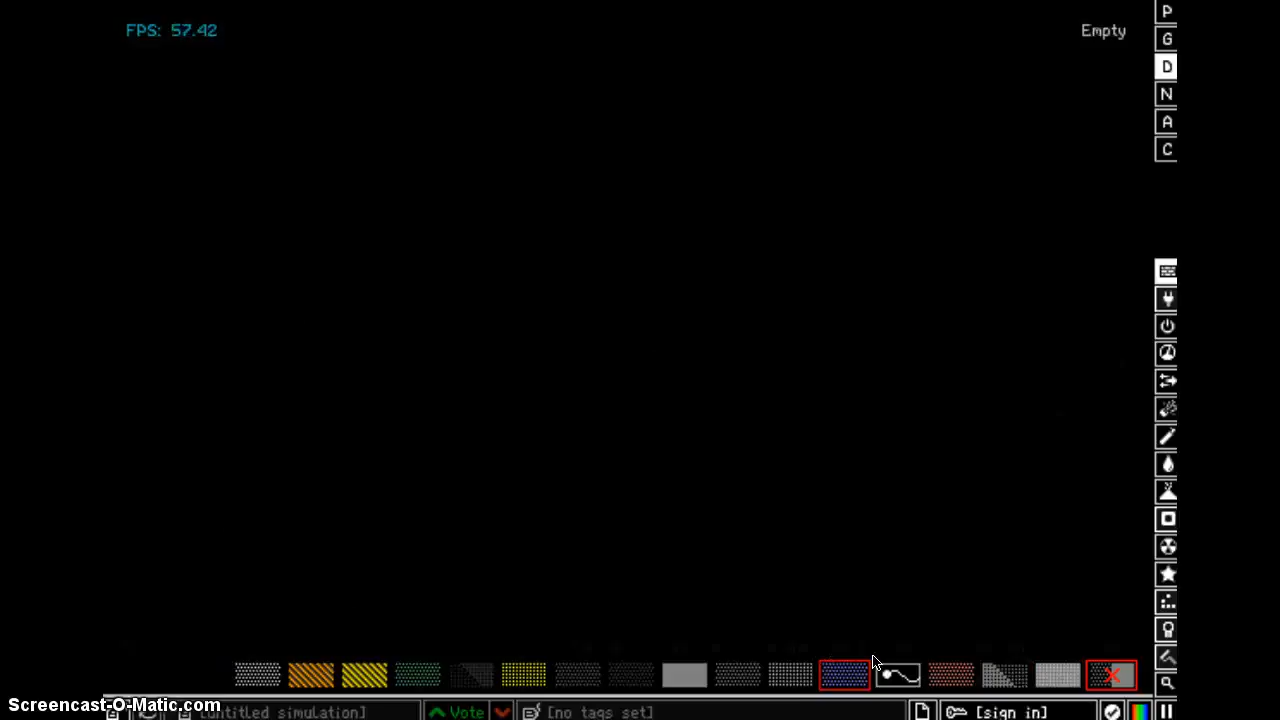 FPS: 57.42
Empty
P
G
D
N
A
C
[untitled simulation]
Vote
[no tags set]
[sign in]
Screencast-O-Matic.com